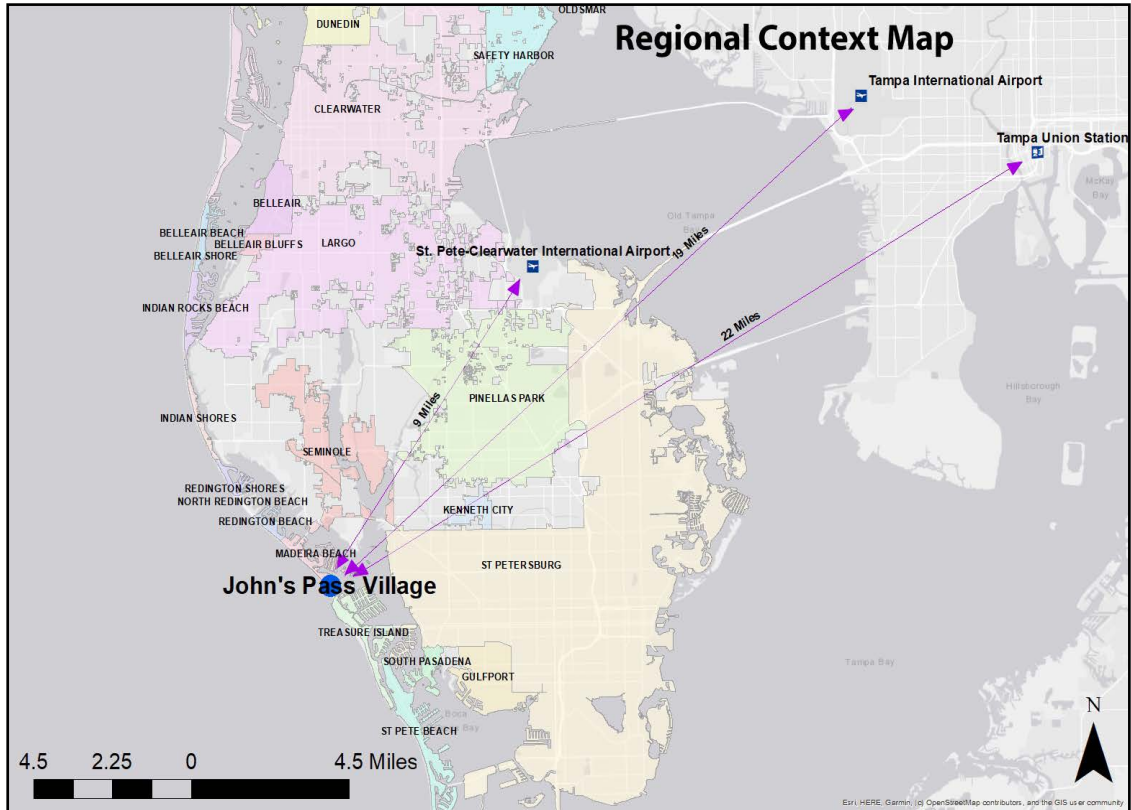 OLDSMAR
DUNEDIN
Regional Context Map
SAFETY HARBOR
Tampa International Airport
CLEARWATER
Tampa Union Station
McKay
Bay
BELLEAIR
Old Tampa
BELLEAIR BEACH
BELLEAIR BLUFFS
LARGO
BELLEAIR SHORE
St. Pete-Clearwater International Airport
19 Miles
INDIAN ROCKS BEACH
22 Miles
Hillsborough
Bay
PINELLAS PARK
9 Miles
INDIAN SHORES
SEMINOLE
REDINGTON SHORES
NORTH REDINGTON BEACH
KENNETH CITY
REDINGTON BEACH
MADEIRA BEACH
ST PETERSBURG
John's Pass Village
TREASURE ISLAND
SOUTH PASADENA
Tampa Bay
GULFPORT
N
Boca
Bay
ST PETE BEACH
4.5 2.25 0 4.5 Miles
Esri, HERE, Garmin, (c) OpenStreetMap contributors, and the GIS user community